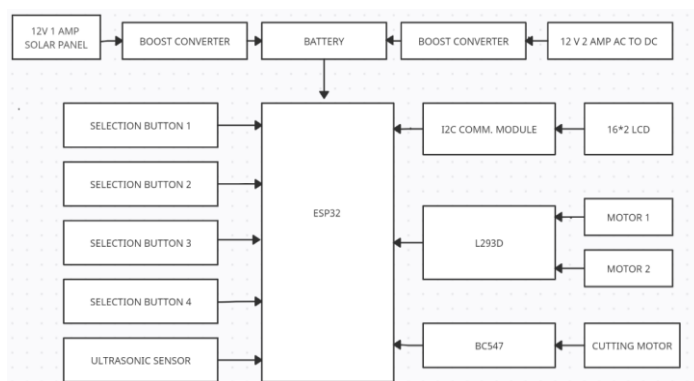 12V 1 AMP
SOLAR PANEL
BOOST CONVERTER
BATTERY
BOOST CONVERTER
12 V 2 AMP AC TO DC
SELECTION BUTTON 1
I2C COMM. MODULE
16*2 LCD
SELECTION BUTTON 2
ESP32
MOTOR 1
SELECTION BUTTON 3
L293D
MOTOR 2
SELECTION BUTTON 4
ULTRASONIC SENSOR
BC547
CUTTING MOTOR